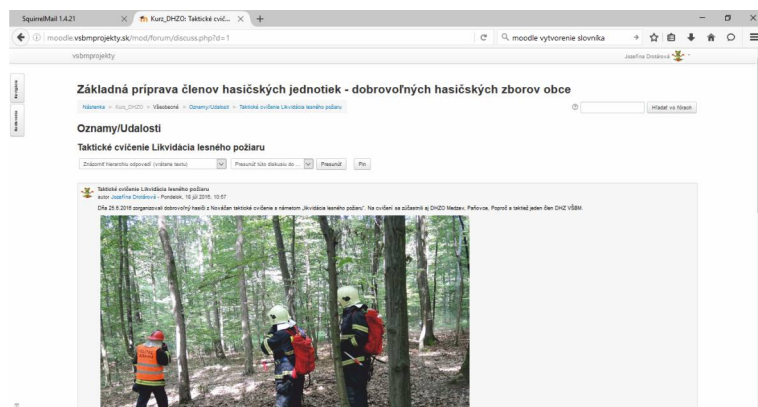 SquirrelMail 1.4.21
Kurz_DHZO: Taktické cvič...
moodle.vsbmprojekty.sk/mod/forum/discuss.php?d=1
moodle vytvorenie slovníka
vsbmprojekty
Jozefína Drotárová
Navigácia
Základná príprava členov hasičských jednotiek - dobrovoľných hasičských zborov obce
Nástenka > Kurz_DHZO > Všeobecné > Oznamy/Udalosti > Taktické cvičenie Likvidácia lesného požiaru
Hľadať vo fórach
Oznamy/Udalosti
Taktické cvičenie Likvidácia lesného požiaru
Znázorniť hierarchiu odpovedí (vrátane textu)
Presunúť túto diskusiu do ...
Presunúť
Pin
Taktické cvičenie Likvidácia lesného požiaru
autor Jozefína Drotárová - Pondelok, 18 júl 2016, 10:57
Dňa 25.6.2016 zorganizovali dobrovoľný hasiči z Nováčan taktické cvičenie s námetom „likvidácia lesného požiaru“. Na cvičení sa zúčastnili aj DHZO Medzev, Paňovce, Poproč a taktiež jeden člen DHZ VŠBM.